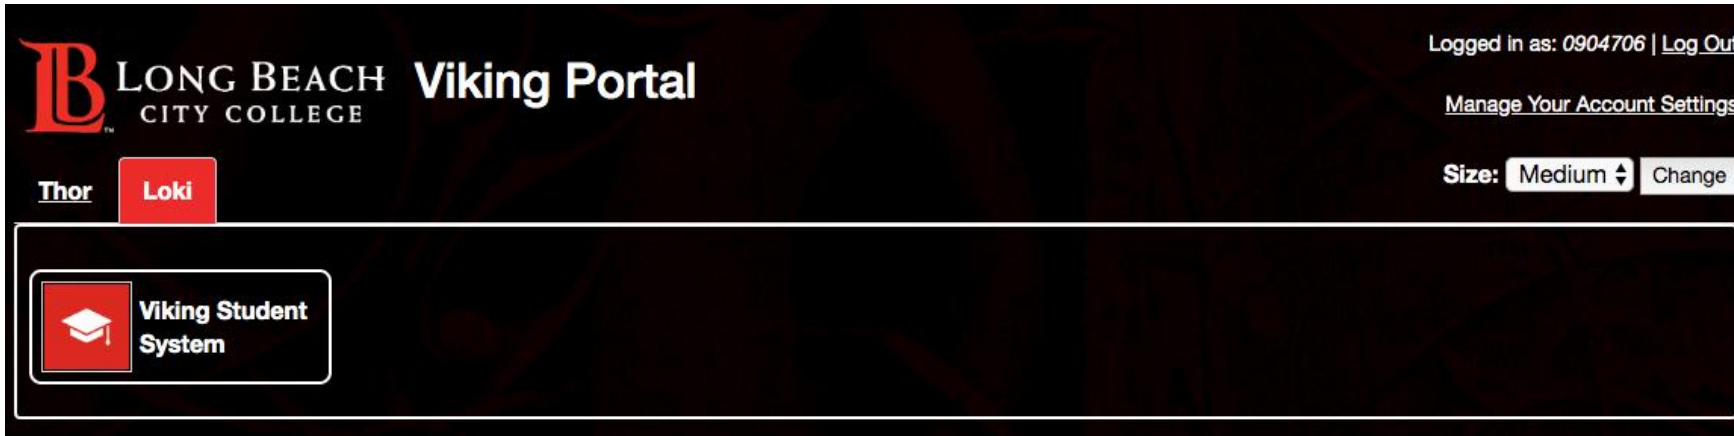 LONG BEACH
CITY COLLEGE
Viking Portal
Logged in as: 0904706 | Log Out
Manage Your Account Settings
Size: Medium Change
Thor Loki
Viking Student
System